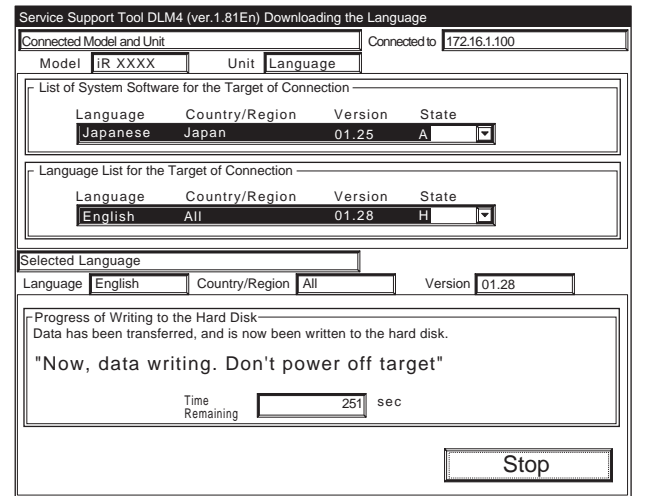 Service Support Tool DLM4 (ver.1.81En) Downloading the Language
Connected Model and Unit Connected to 172.16.1.100
Model iR XXXX Unit Language
List of System Software for the Target of Connection
Language Country/Region Version State
Japanese Japan 01.25 A
Language List for the Target of Connection
Language Country/Region Version State
English All 01.28 H
Selected Language
Language English Country/Region All Version 01.28
Progress of Writing to the Hard Disk
Data has been transferred, and is now been written to the hard disk.
"Now, data writing. Don't power off target"
Time Remaining 251 sec
Stop